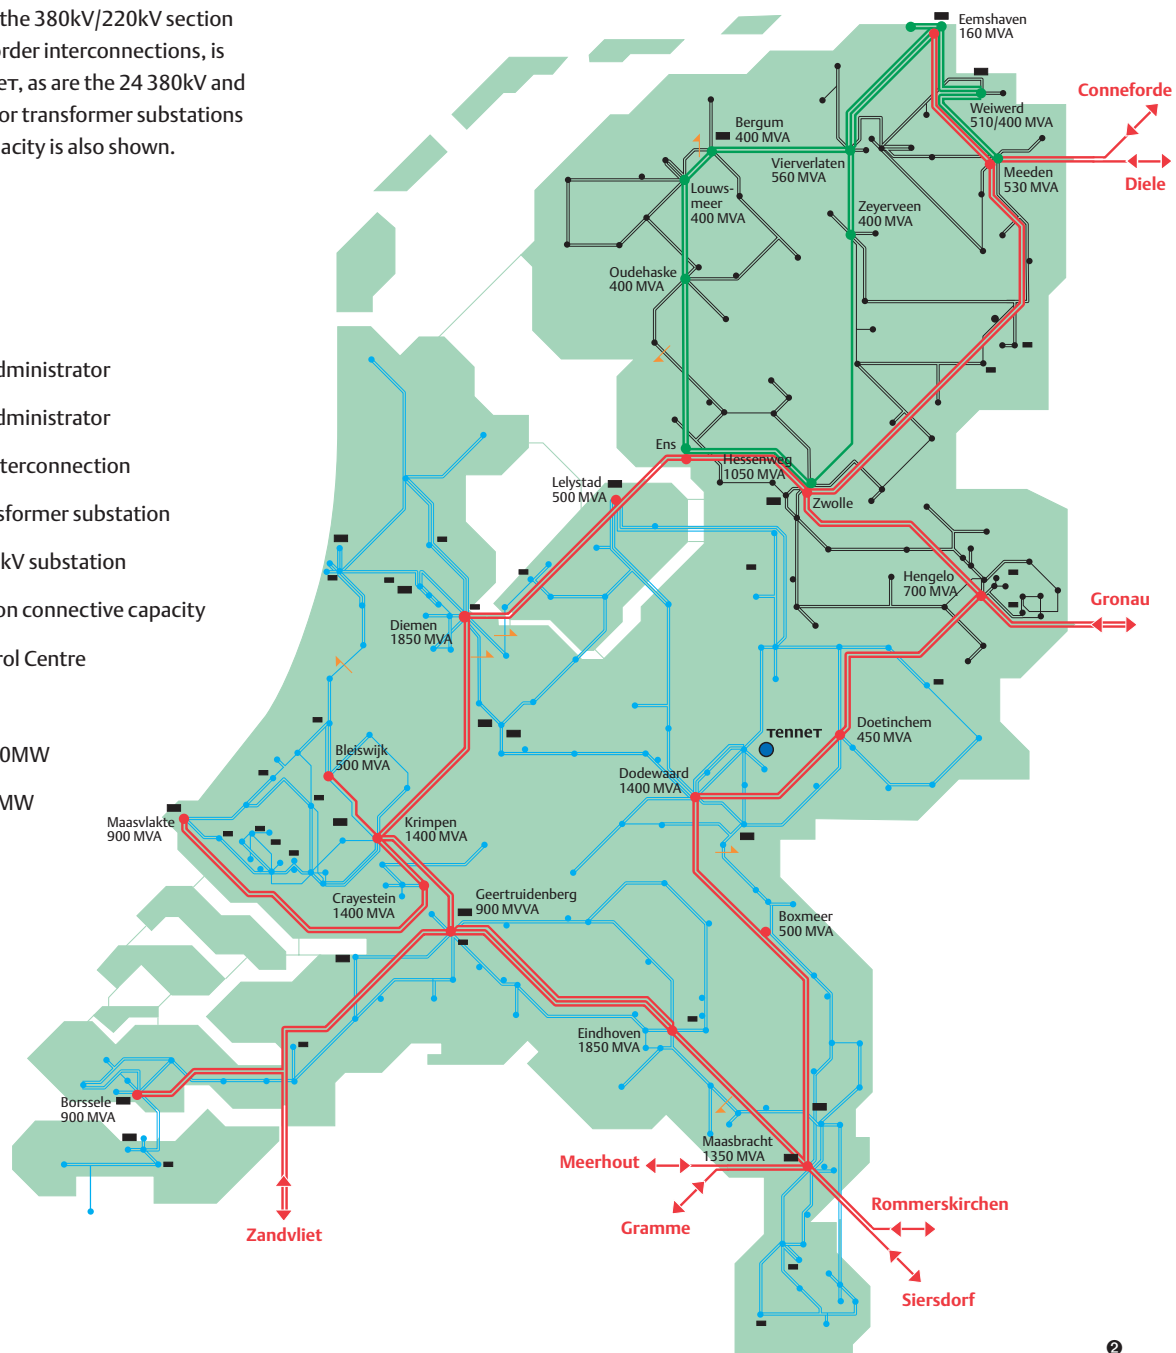 the 380kV/220kV section
order interconnections, is
ET, as are the 24 380kV and
or transformer substations
acity is also shown.
dministrator
dministrator
terconnection
sformer substation
kV substation
on connective capacity
rol Centre
0MW
MW
Eemshaven
160 MVA
Conneforde
Weiwerd
510/400 MVA
Bergum
400 MVA
Vierverlaten
560 MVA
Meeden
530 MVA
Diele
Louws-
meer
400 MVA
Zeyerveen
400 MVA
Oudehaske
400 MVA
Ens
Hessenweg
1050 MVA
Lelystad
500 MVA
Zwolle
Hengelo
700 MVA
Gronau
Diemen
1850 MVA
Doetinchem
450 MVA
TenneT
Bleiswijk
500 MVA
Dodewaard
1400 MVA
Maasvlakte
900 MVA
Krimpen
1400 MVA
Crayestein
1400 MVA
Geertruidenberg
900 MVVA
Boxmeer
500 MVA
Eindhoven
1850 MVA
Borssele
900 MVA
Maasbracht
1350 MVA
Meerhout
Gramme
Rommerskirchen
Zandvliet
Siersdorf
2